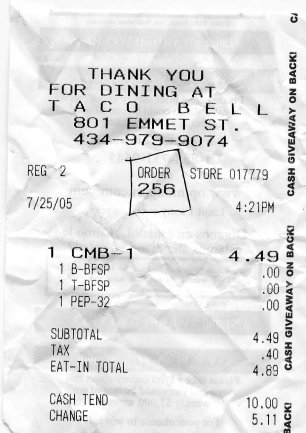 THANK YOU
FOR DINING AT
TACO BELL
801 EMMET ST.
434-979-9074
REG 2 ORDER STORE 017779
256
7/25/05 4:21PM
1 CMB-1 4.49
1 B-BFSP .00
1 T-BFSP .00
1 PEP-32 .00
SUBTOTAL 4.49
TAX .40
EAT-IN TOTAL 4.89
CASH TEND 10.00
CHANGE 5.11
CASH GIVEAWAY ON BACK!
CASH GIVEAWAY ON BACK!
BACK!